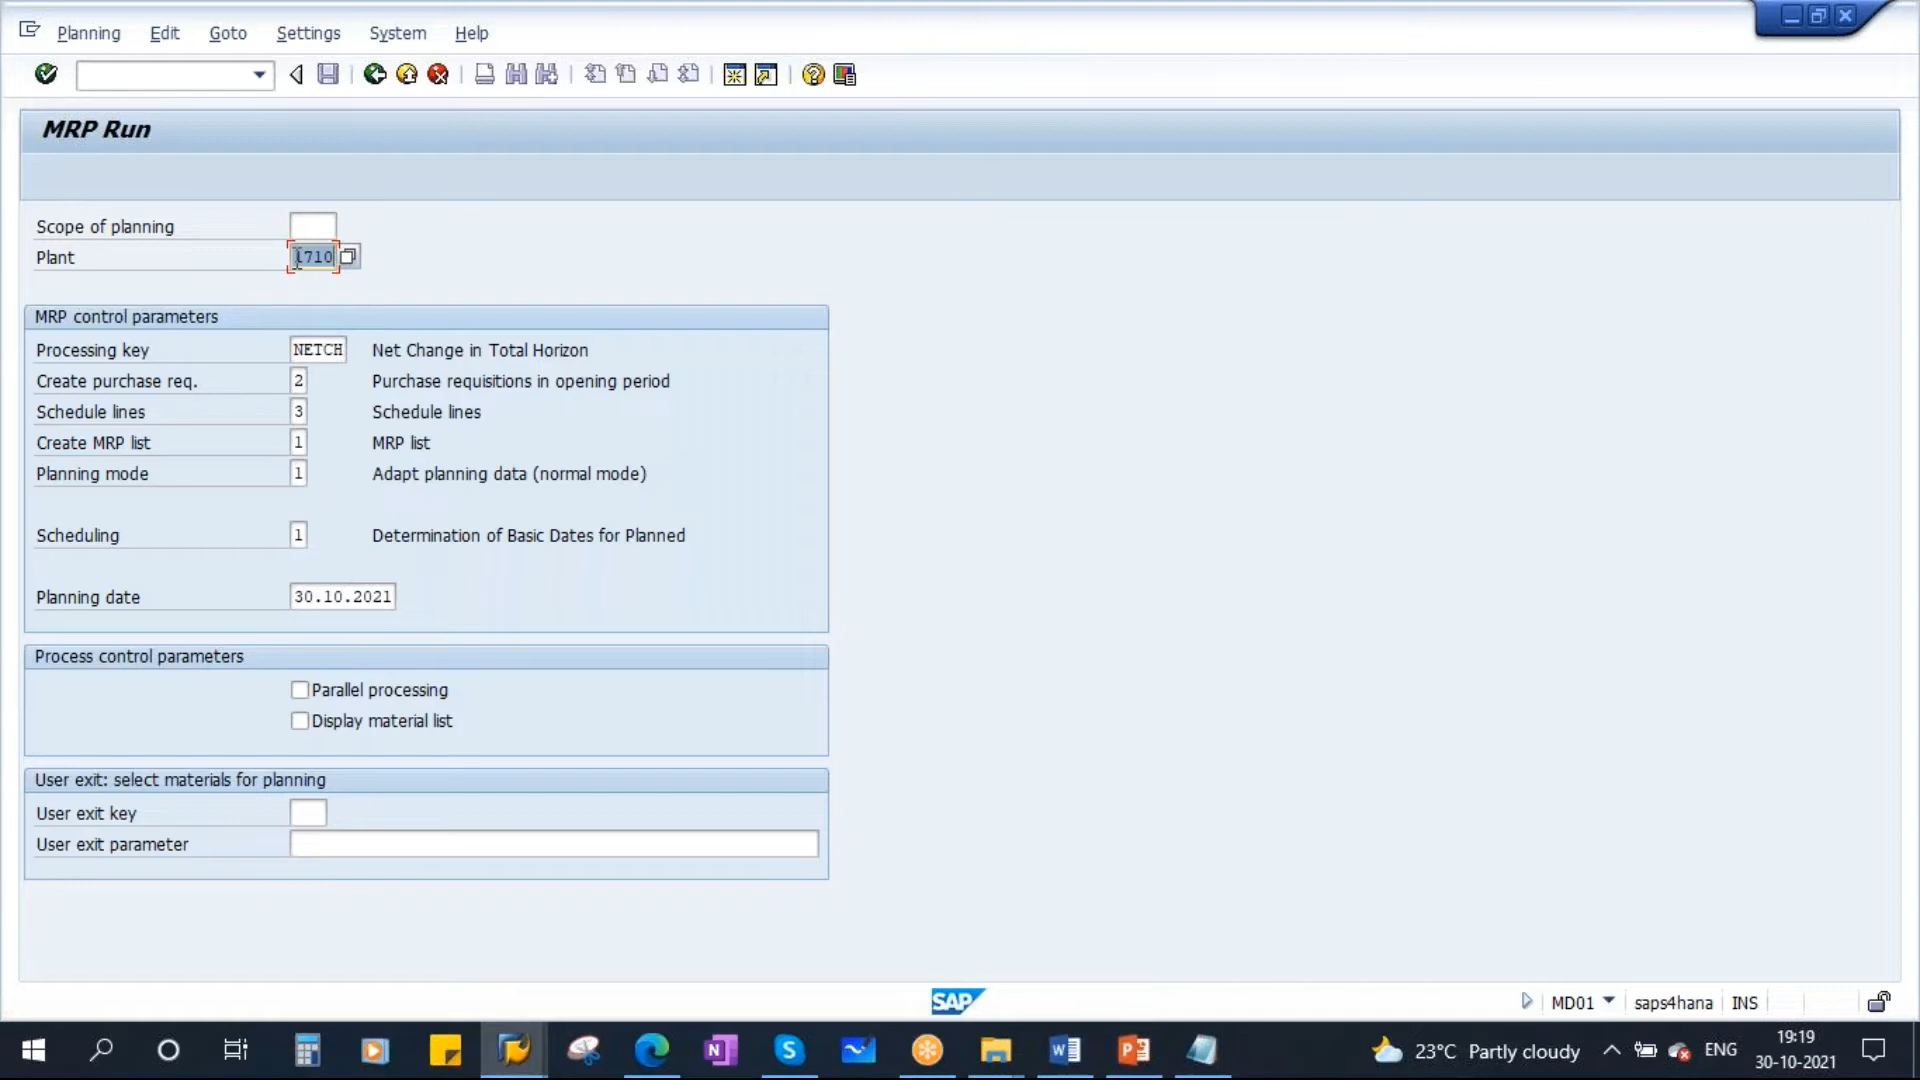 Planning Edit Goto Settings System Help
MRP Run
Scope of planning
Plant 1710
MRP control parameters
Processing key NETCH Net Change in Total Horizon
Create purchase req. 2 Purchase requisitions in opening period
Schedule lines 3 Schedule lines
Create MRP list 1 MRP list
Planning mode 1 Adapt planning data (normal mode)
Scheduling 1 Determination of Basic Dates for Planned
Planning date 30.10.2021
Process control parameters
Parallel processing
Display material list
User exit: select materials for planning
User exit key
User exit parameter
SAP MD01 saps4hana INS
23°C Partly cloudy ENG 19:19
30-10-2021